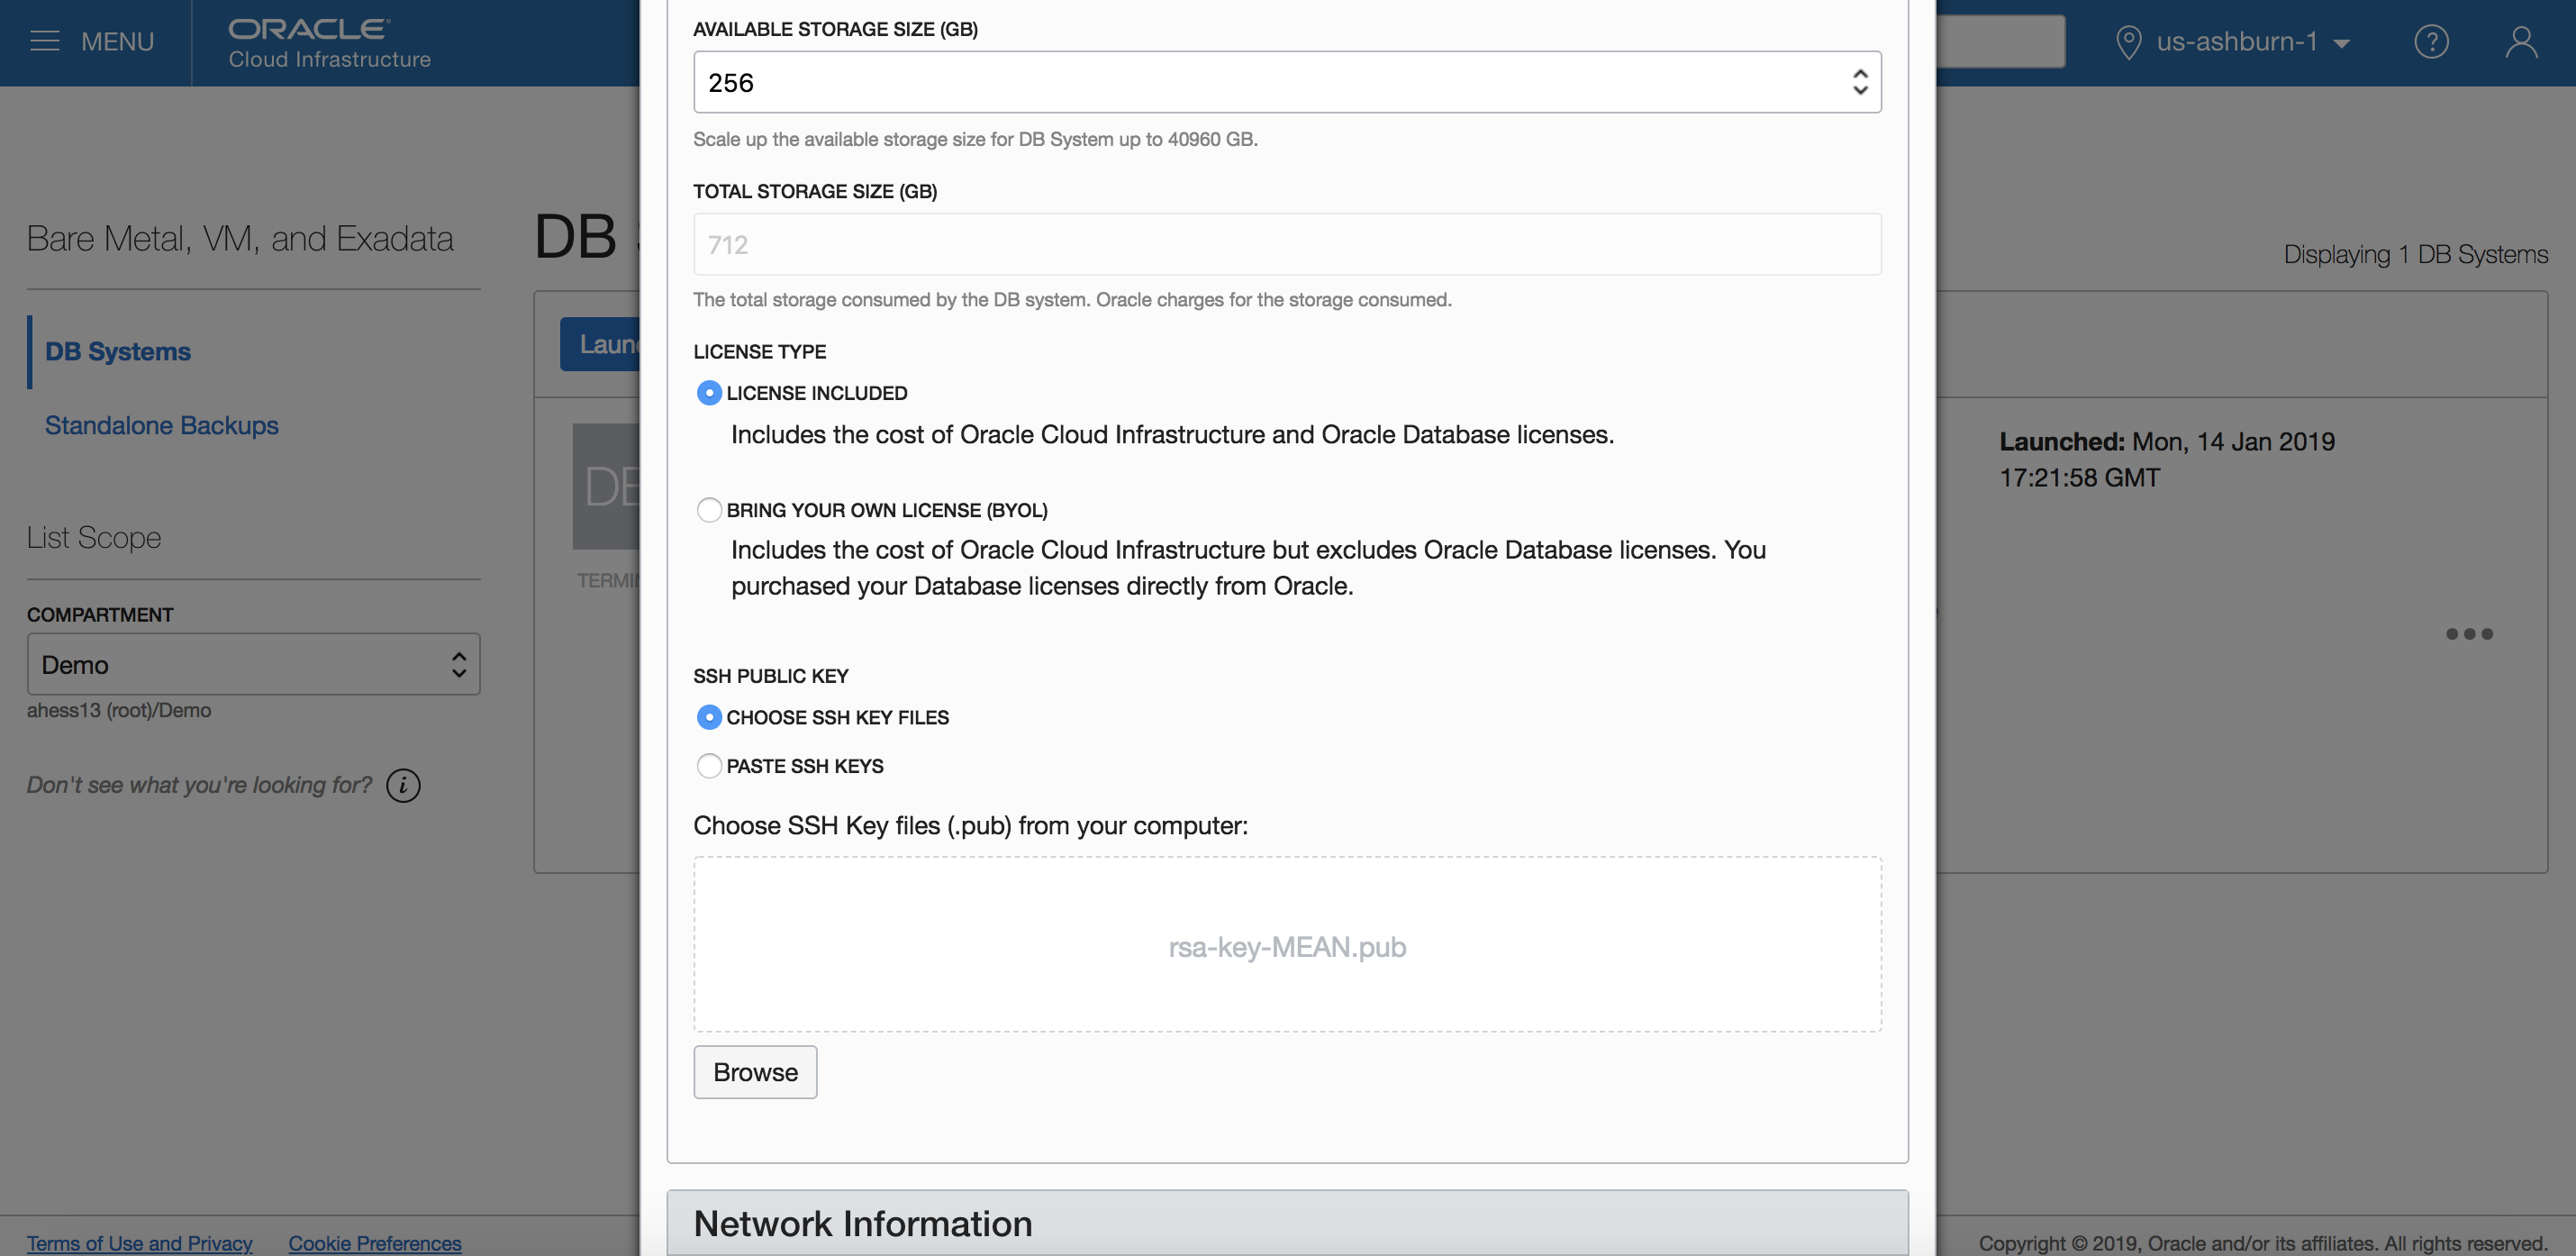 MENU
ORACLE
Cloud Infrastructure
us-ashburn-1
Bare Metal, VM, and Exadata
DB Systems
Standalone Backups
List Scope
COMPARTMENT
Demo
ahess13 (root)/Demo
Don't see what you're looking for?
DB
Displaying 1 DB Systems
Launched: Mon, 14 Jan 2019
17:21:58 GMT
AVAILABLE STORAGE SIZE (GB)
256
Scale up the available storage size for DB System up to 40960 GB.
TOTAL STORAGE SIZE (GB)
712
The total storage consumed by the DB system. Oracle charges for the storage consumed.
LICENSE TYPE
LICENSE INCLUDED
Includes the cost of Oracle Cloud Infrastructure and Oracle Database licenses.
BRING YOUR OWN LICENSE (BYOL)
Includes the cost of Oracle Cloud Infrastructure but excludes Oracle Database licenses. You
purchased your Database licenses directly from Oracle.
SSH PUBLIC KEY
CHOOSE SSH KEY FILES
PASTE SSH KEYS
Choose SSH Key files (.pub) from your computer:
rsa-key-MEAN.pub
Browse
Network Information
Terms of Use and Privacy
Cookie Preferences
Copyright © 2019, Oracle and/or its affiliates. All rights reserved.